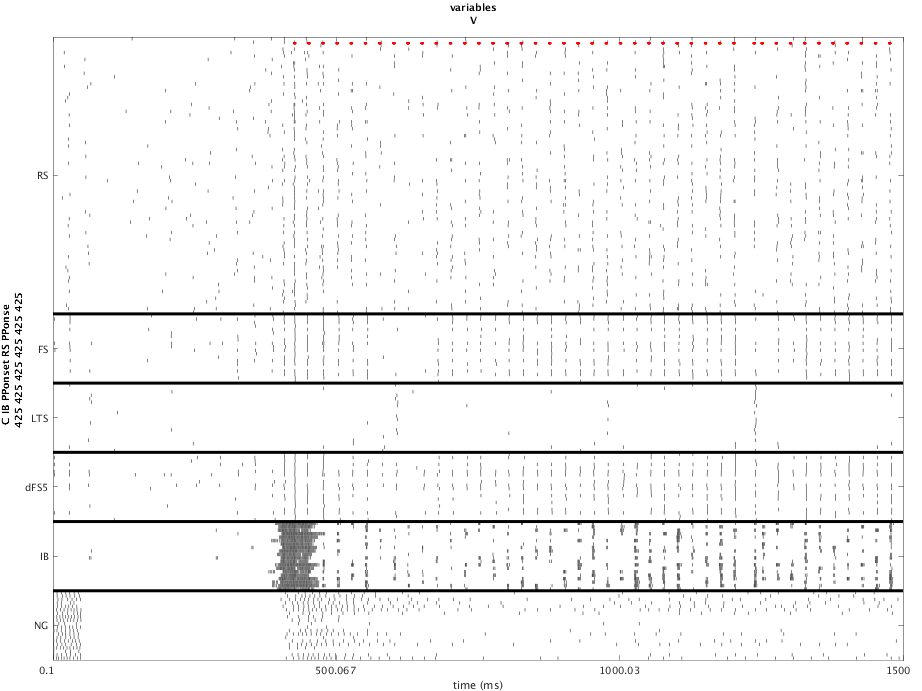 variables
V
RS
FS
LTS
dFS5
IB
NG
C IB PPonset RS PPonse
425 425 425 425 425 425 425
0.1
500.067
1000.03
1500
time (ms)